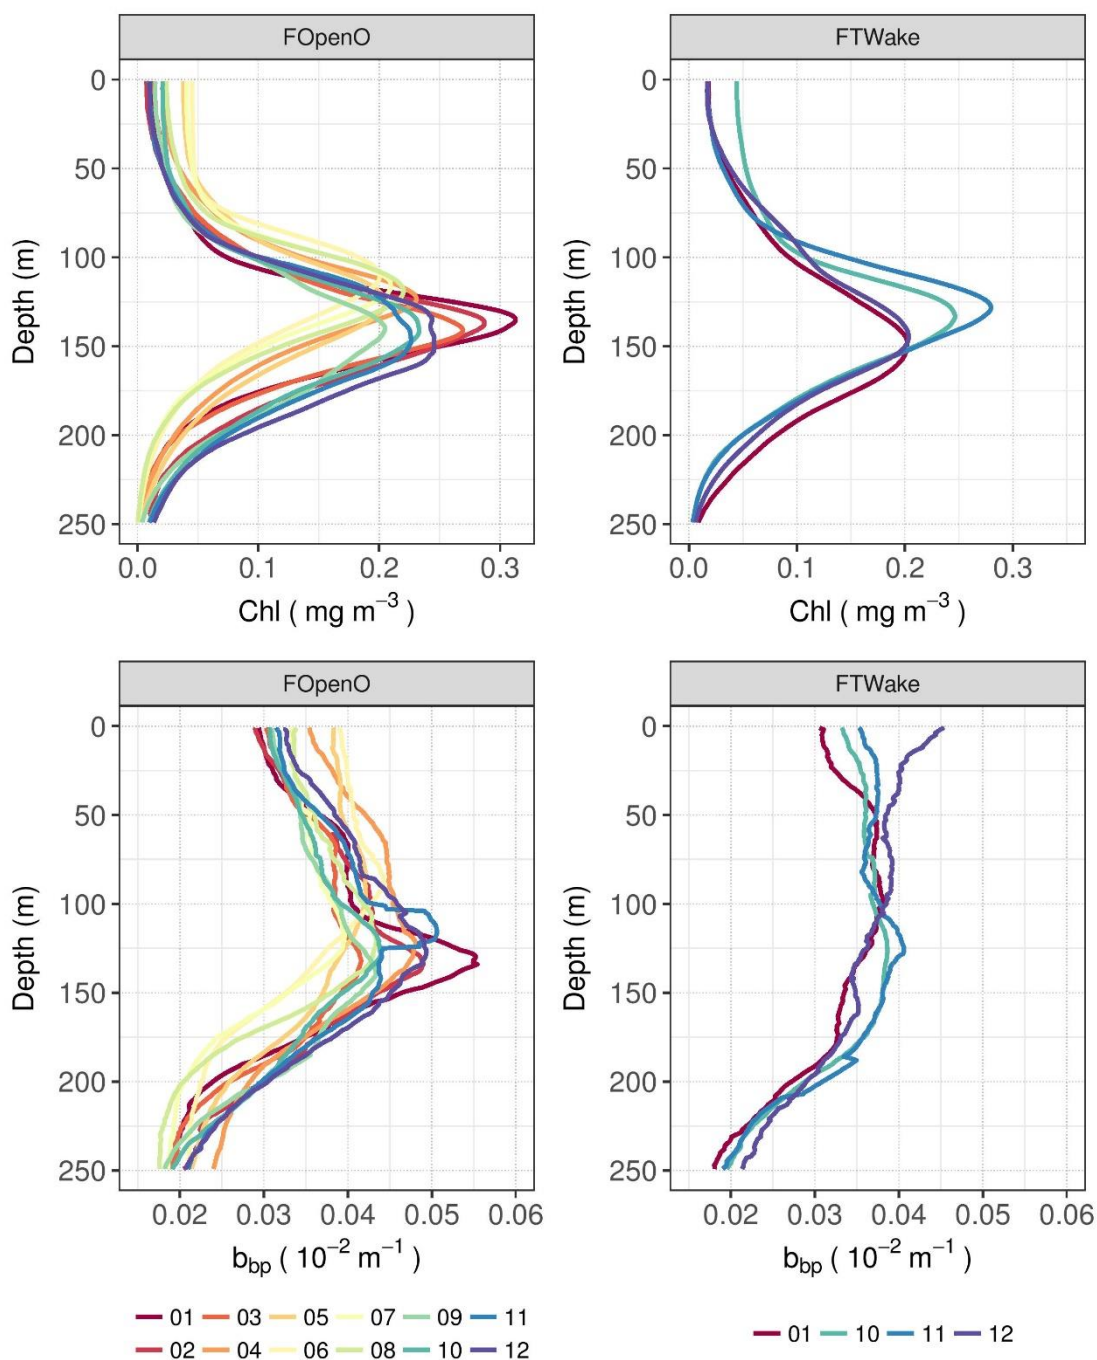 FOpenO
FTWake
0
50
100
150
200
250
Depth (m)
0.0 0.1 0.2 0.3
Chl ( mg m⁻³ )
0
50
100
150
200
250
Depth (m)
0.0 0.1 0.2 0.3
Chl ( mg m⁻³ )
FOpenO
FTWake
0
50
100
150
200
250
Depth (m)
0.02 0.03 0.04 0.05 0.06
b_bp ( 10⁻² m⁻¹ )
0
50
100
150
200
250
Depth (m)
0.02 0.03 0.04 0.05 0.06
b_bp ( 10⁻² m⁻¹ )
01 03 05 07 09 11
02 04 06 08 10 12
01 10 11 12